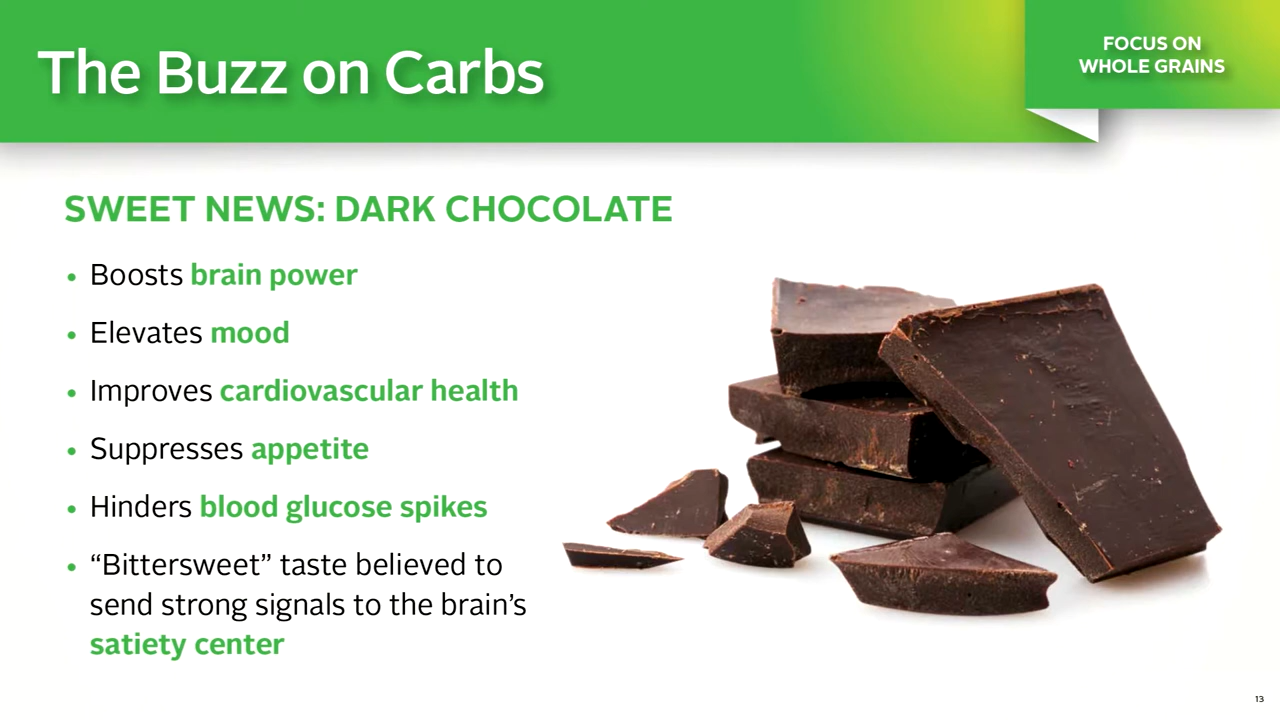 The Buzz on Carbs
FOCUS ON
WHOLE GRAINS
SWEET NEWS: DARK CHOCOLATE
• Boosts brain power
• Elevates mood
• Improves cardiovascular health
• Suppresses appetite
• Hinders blood glucose spikes
• “Bittersweet” taste believed to
send strong signals to the brain’s
satiety center
13